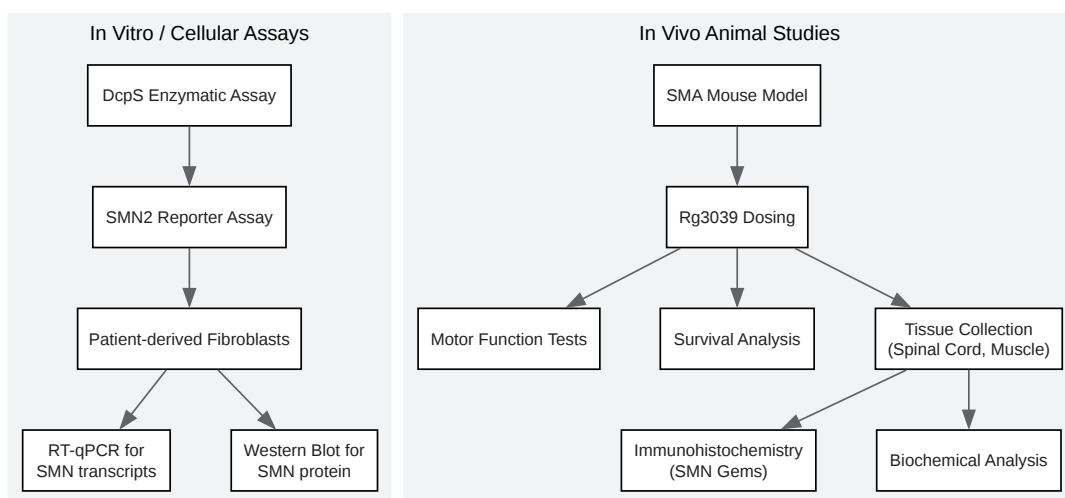 In Vitro / Cellular Assays
DcpS Enzymatic Assay
SMN2 Reporter Assay
Patient-derived Fibroblasts
RT-qPCR for
SMN transcripts
Western Blot for
SMN protein
In Vivo Animal Studies
SMA Mouse Model
Rg3039 Dosing
Motor Function Tests
Survival Analysis
Tissue Collection
(Spinal Cord, Muscle)
Immunohistochemistry
(SMN Gems)
Biochemical Analysis